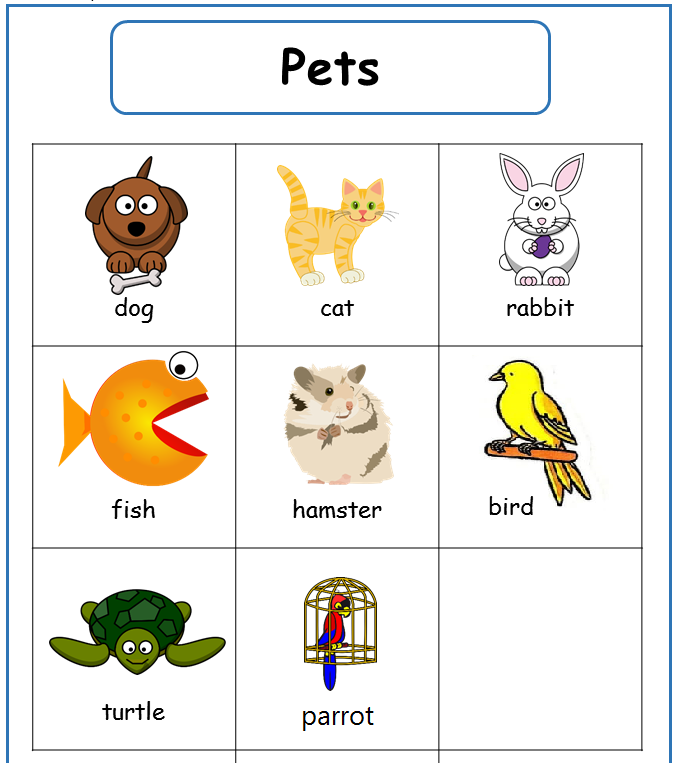 Pets
dog
cat
rabbit
fish
hamster
bird
turtle
parrot